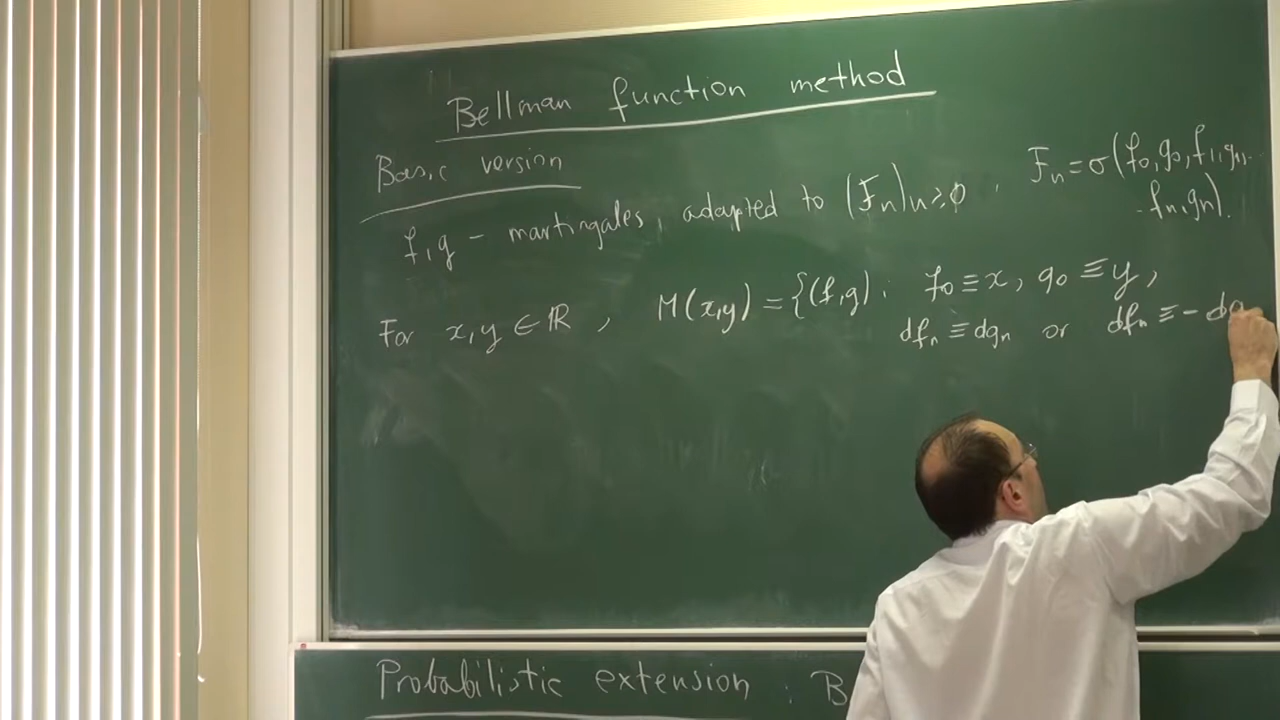 Bellman function method
Basic version
f, g – martingales, adapted to (Fn)n≥0, Fn = σ(f0, g0, f1, g1, ..
. fn, gn).
For x, y ∈ ℝ, M(x,y) = {(f,g): f0 ≡ x, g0 ≡ y,
dfn ≡ dgn or dfn ≡ – dg
Probabilistic extension : B